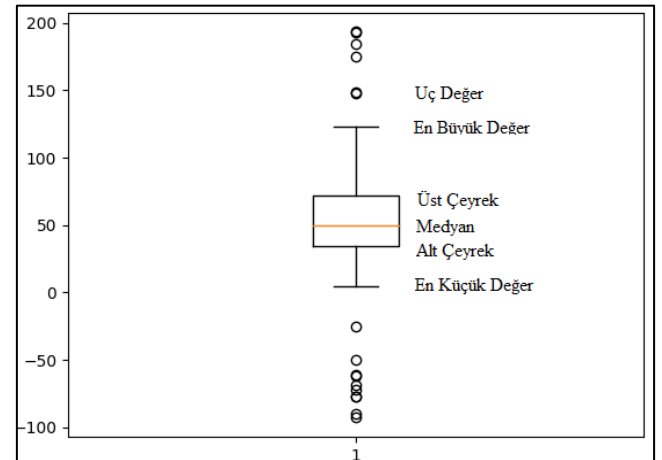 200
150
100
50
0
−50
−100
1
Uç Değer
En Büyük Değer
Üst Çeyrek
Medyan
Alt Çeyrek
En Küçük Değer